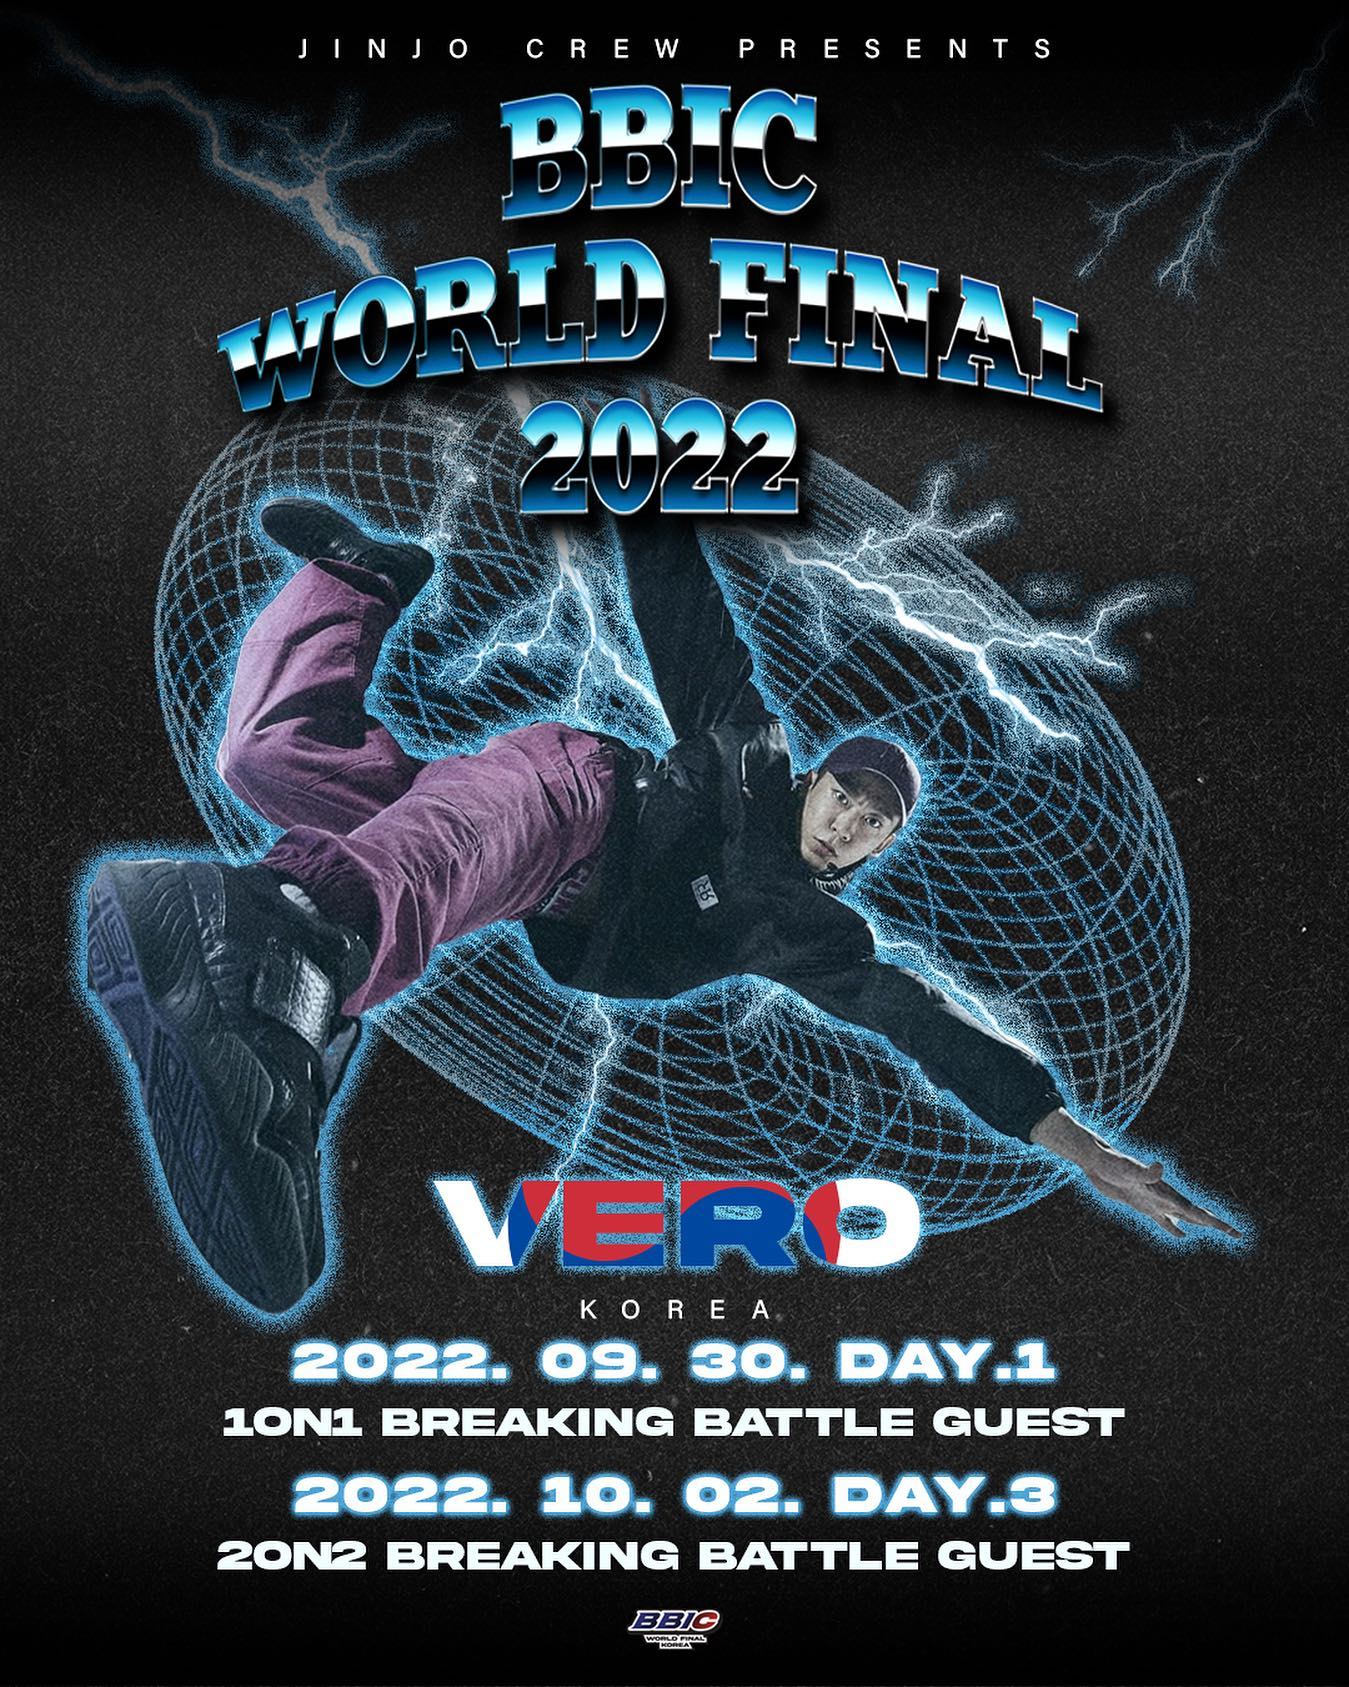 JINJO CREW PRESENTS
BBIC
WORLD FINAL
2022
VERO
KOREA
2022. 09. 30. DAY.1
1ON1 BREAKING BATTLE GUEST
2022. 10. 02. DAY.3
2ON2 BREAKING BATTLE GUEST
BBIC
WORLD FINAL
KOREA